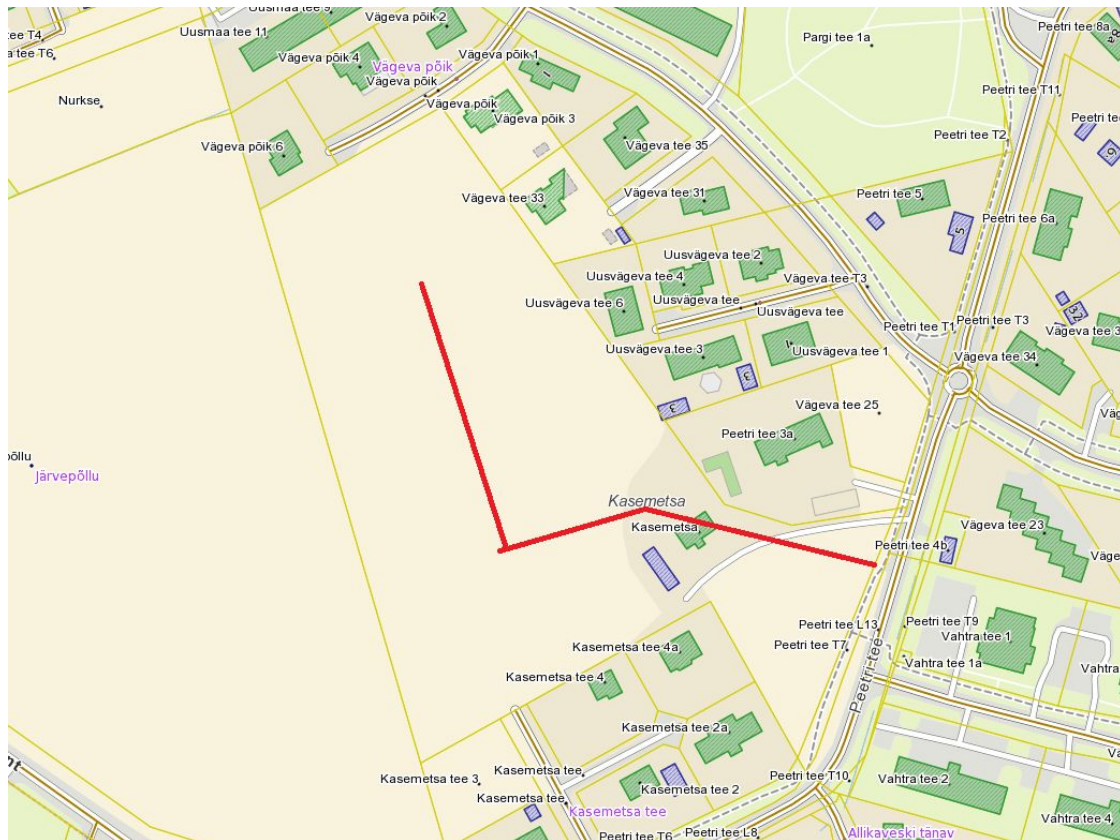 Uusmaa tee 9
Vägeva põik 2
Peetri tee 8a
tee T4
Uusmaa tee 11
Pargi tee 1a
a tee T6
Vägeva põik 4
Vägeva põik 1
Vägeva põik
1
Vägeva põik
Peetri tee T11
Nurkse
Vägeva põik
Vägeva põik 3
Peetri tee T2
Vägeva põik 6
Vägeva tee 35
9
Vägeva tee 33
Vägeva tee 31
Peetri tee 5
5
Peetri tee 6a
Uusvägeva tee 2
Uusvägeva tee 4
Vägeva tee T3
Uusvägeva tee 6
Uusvägeva tee
Uusvägeva tee
Peetri tee T1
Peetri tee T3
32
Uusvägeva tee 3
1
Uusvägeva tee 1
Vägeva tee 34
3
3
Vägeva tee 25
Peetri tee 3a
põllu
Järvepõllu
Kasemetsa
Kasemetsa
Vägeva tee 23
Peetri tee 4b
Peetri tee L13
Peetri tee T9
Peetri tee T7
Vahtra tee 1
Kasemetsa tee 4a
Vahtra tee 1a
Vahtra
Kasemetsa tee 4
Peetri tee
Kasemetsa tee 2a
Kasemetsa tee 3
Kasemetsa tee
Peetri tee T10
Vahtra tee 2
Kasemetsa tee
Kasemetsa tee 2
Kasemetsa tee
Vahtra tee 4
Peetri tee T6
Peetri tee L8
Allikaveski tänav